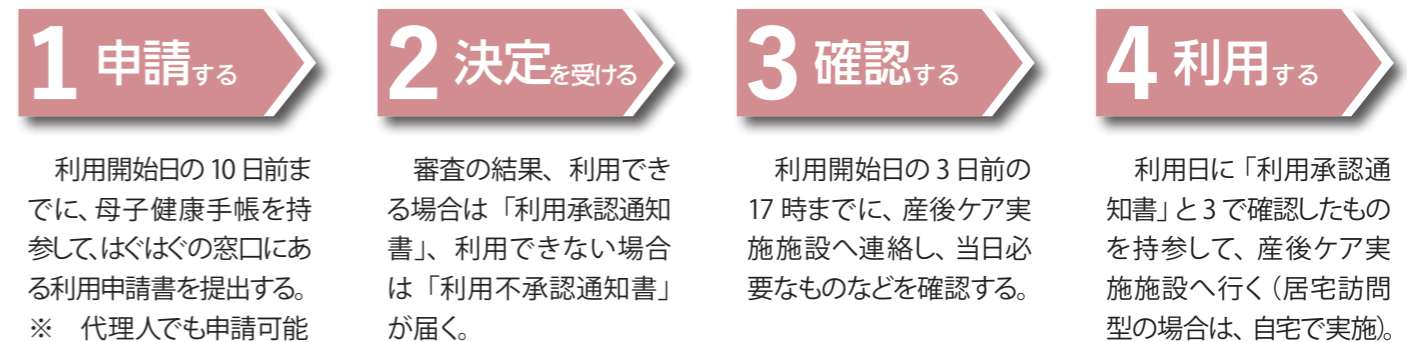 1 申請する
利用開始日の 10 日前ま
でに、母子健康手帳を持
参して、はぐはぐの窓口にあ
る利用申請書を提出する。
※　代理人でも申請可能
2 決定を受ける
審査の結果、利用でき
る場合は「利用承認通知
書」、利用できない場合
は「利用不承認通知書」
が届く。
3 確認する
利用開始日の 3 日前の
17 時までに、産後ケア実
施施設へ連絡し、当日必
要なものなどを確認する。
4 利用する
利用日に「利用承認通
知書」と 3 で確認したもの
を持参して、産後ケア実
施施設へ行く（居宅訪問
型の場合は、自宅で実施）。